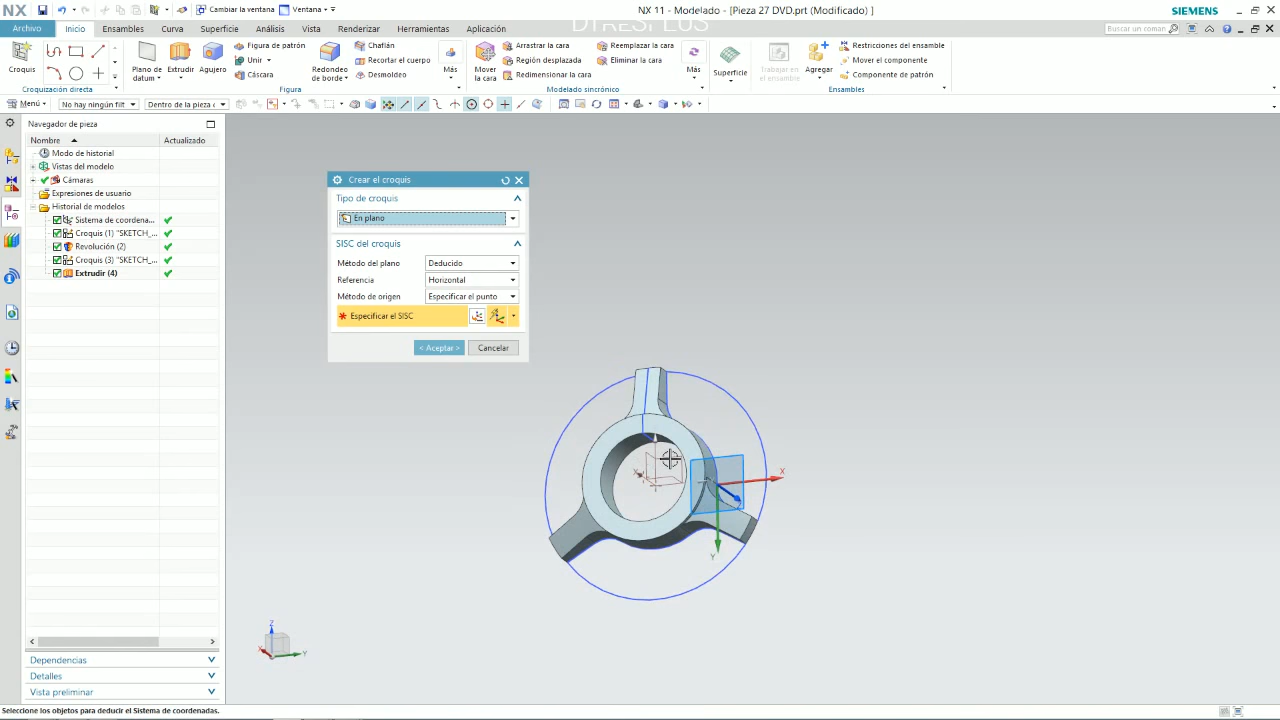 NX
Cambiar la ventana
Ventana
NX 11 - Modelado - [Pieza 27 DVD.prt (Modificado) ]
SIEMENS
DTRESPLUS
Archivo
Inicio
Ensambles
Curva
Superficie
Análisis
Vista
Renderizar
Herramientas
Aplicación
Buscar un coman
Croquis
Plano de datum
Extrudir
Agujero
Figura de patrón
Unir
Cáscara
Redondeo de borde
Chaflán
Recortar el cuerpo
Desmoldeo
Más
Mover la cara
Arrastrar la cara
Región desplazada
Redimensionar la cara
Reemplazar la cara
Eliminar la cara
Más
Superficie
Trabajar en el ensamble
Agregar
Restricciones del ensamble
Mover el componente
Componente de patrón
Croquización directa
Figura
Modelado sincrónico
Ensambles
Menú
No hay ningún filt
Dentro de la pieza c
Navegador de pieza
Nombre
Actualizado
Modo de historial
Vistas del modelo
Cámaras
Expresiones de usuario
Historial de modelos
Sistema de coordena...
Croquis (1) "SKETCH_...
Revolución (2)
Croquis (3) "SKETCH_...
Extrudir (4)
Crear el croquis
Tipo de croquis
En plano
SISC del croquis
Método del plano
Deducido
Referencia
Horizontal
Método de origen
Especificar el punto
Especificar el SISC
< Aceptar >
Cancelar
X
Y
Z
X
Z
X
Y
Dependencias
Detalles
Vista preliminar
Seleccione los objetos para deducir el Sistema de coordenadas.